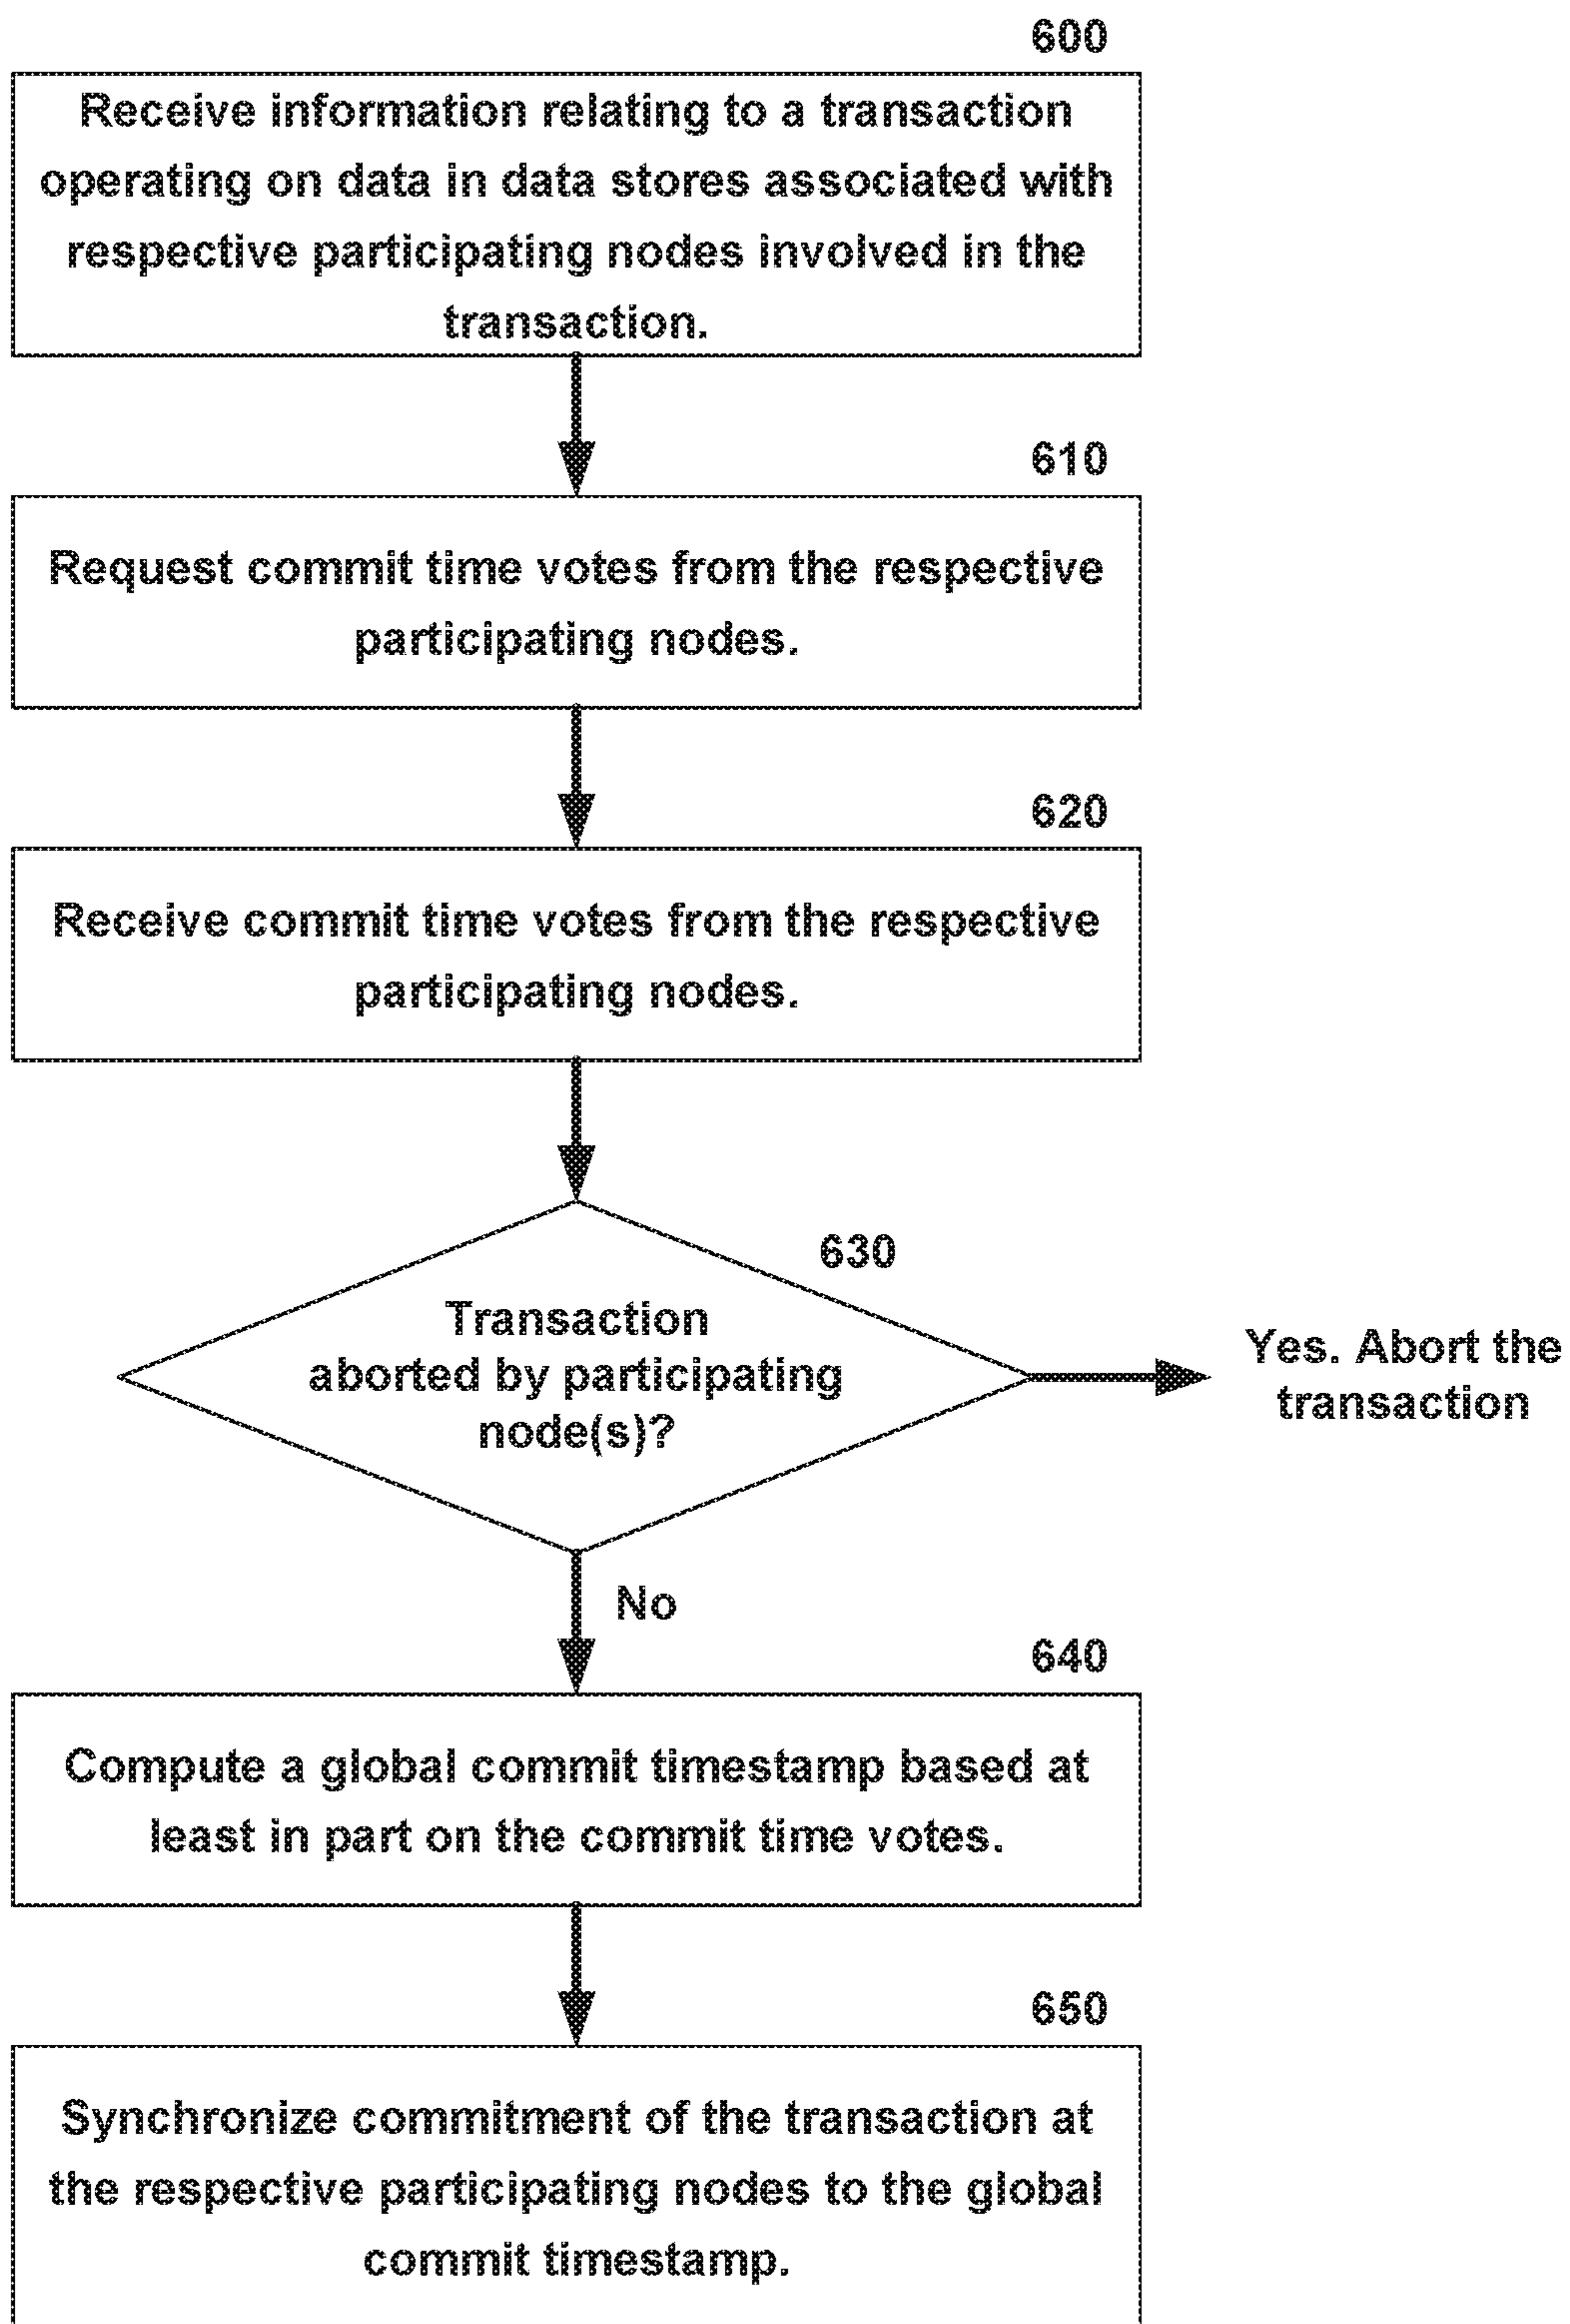 600
Receive information relating to a transaction
operating on data in data stores associated with
respective participating nodes involved in the
transaction.
610
Request commit time votes from the respective
participating nodes.
620
Receive commit time votes from the respective
participating nodes.
630
Transaction
aborted by participating
node(s)?
Yes. Abort the
transaction
No
640
Compute a global commit timestamp based at
least in part on the commit time votes.
650
Synchronize commitment of the transaction at
the respective participating nodes to the global
commit timestamp.